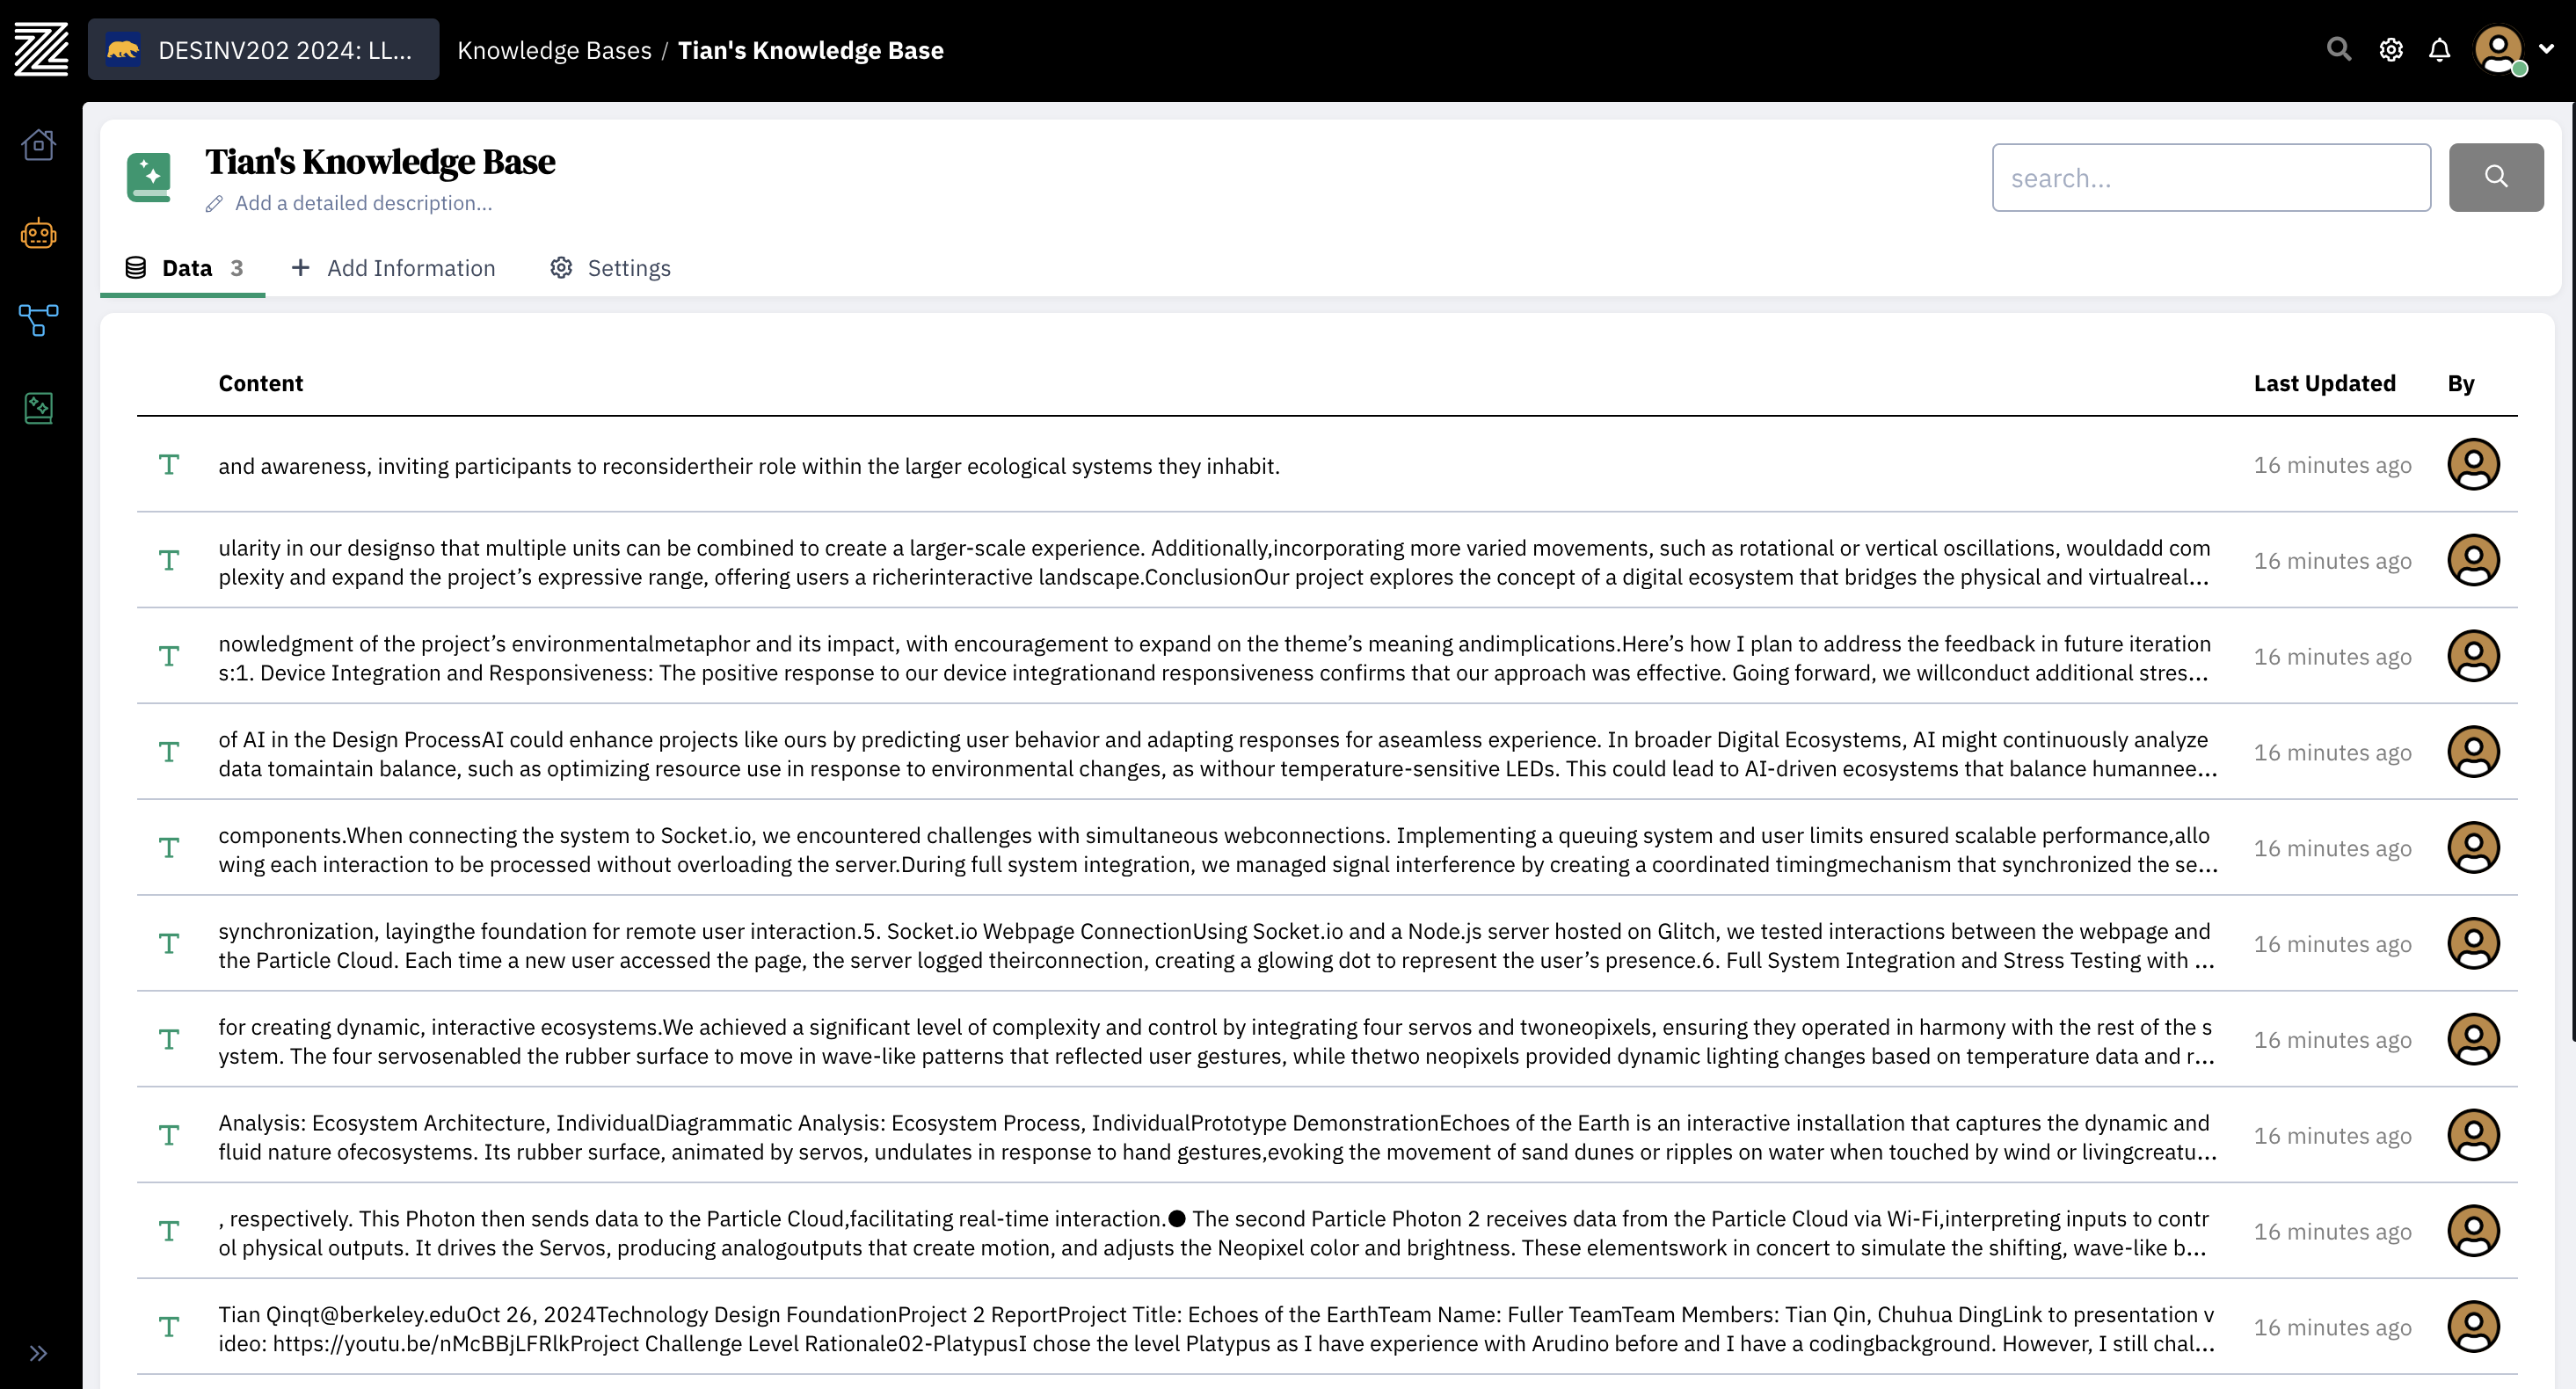 DESINV202 2024: LL...
Knowledge Bases / Tian's Knowledge Base
Tian's Knowledge Base
Add a detailed description...
search...
Data 3
Add Information
Settings
Content Last Updated By
and awareness, inviting participants to reconsidertheir role within the larger ecological systems they inhabit.
16 minutes ago
ularity in our designso that multiple units can be combined to create a larger-scale experience. Additionally,incorporating more varied movements, such as rotational or vertical oscillations, wouldadd com
plexity and expand the project’s expressive range, offering users a richerinteractive landscape.ConclusionOur project explores the concept of a digital ecosystem that bridges the physical and virtualreal...
16 minutes ago
nowledgment of the project’s environmentalmetaphor and its impact, with encouragement to expand on the theme’s meaning andimplications.Here’s how I plan to address the feedback in future iteration
s:1. Device Integration and Responsiveness: The positive response to our device integrationand responsiveness confirms that our approach was effective. Going forward, we willconduct additional stres...
16 minutes ago
of AI in the Design ProcessAI could enhance projects like ours by predicting user behavior and adapting responses for aseamless experience. In broader Digital Ecosystems, AI might continuously analyze
data tomaintain balance, such as optimizing resource use in response to environmental changes, as withour temperature-sensitive LEDs. This could lead to AI-driven ecosystems that balance humannee...
16 minutes ago
components.When connecting the system to Socket.io, we encountered challenges with simultaneous webconnections. Implementing a queuing system and user limits ensured scalable performance,allo
wing each interaction to be processed without overloading the server.During full system integration, we managed signal interference by creating a coordinated timingmechanism that synchronized the se...
16 minutes ago
synchronization, layingthe foundation for remote user interaction.5. Socket.io Webpage ConnectionUsing Socket.io and a Node.js server hosted on Glitch, we tested interactions between the webpage and
the Particle Cloud. Each time a new user accessed the page, the server logged theirconnection, creating a glowing dot to represent the user’s presence.6. Full System Integration and Stress Testing with ...
16 minutes ago
for creating dynamic, interactive ecosystems.We achieved a significant level of complexity and control by integrating four servos and twoneopixels, ensuring they operated in harmony with the rest of the s
ystem. The four servosenabled the rubber surface to move in wave-like patterns that reflected user gestures, while thetwo neopixels provided dynamic lighting changes based on temperature data and r...
16 minutes ago
Analysis: Ecosystem Architecture, IndividualDiagrammatic Analysis: Ecosystem Process, IndividualPrototype DemonstrationEchoes of the Earth is an interactive installation that captures the dynamic and
fluid nature ofecosystems. Its rubber surface, animated by servos, undulates in response to hand gestures,evoking the movement of sand dunes or ripples on water when touched by wind or livingcreatu...
16 minutes ago
, respectively. This Photon then sends data to the Particle Cloud,facilitating real-time interaction.● The second Particle Photon 2 receives data from the Particle Cloud via Wi-Fi,interpreting inputs to contr
ol physical outputs. It drives the Servos, producing analogoutputs that create motion, and adjusts the Neopixel color and brightness. These elementswork in concert to simulate the shifting, wave-like b...
16 minutes ago
Tian Qinqt@berkeley.eduOct 26, 2024Technology Design FoundationProject 2 ReportProject Title: Echoes of the EarthTeam Name: Fuller TeamTeam Members: Tian Qin, Chuhua DingLink to presentation v
ideo: https://youtu.be/nMcBBjLFRlkProject Challenge Level Rationale02-PlatypusI chose the level Platypus as I have experience with Arudino before and I have a codingbackground. However, I still chal...
16 minutes ago